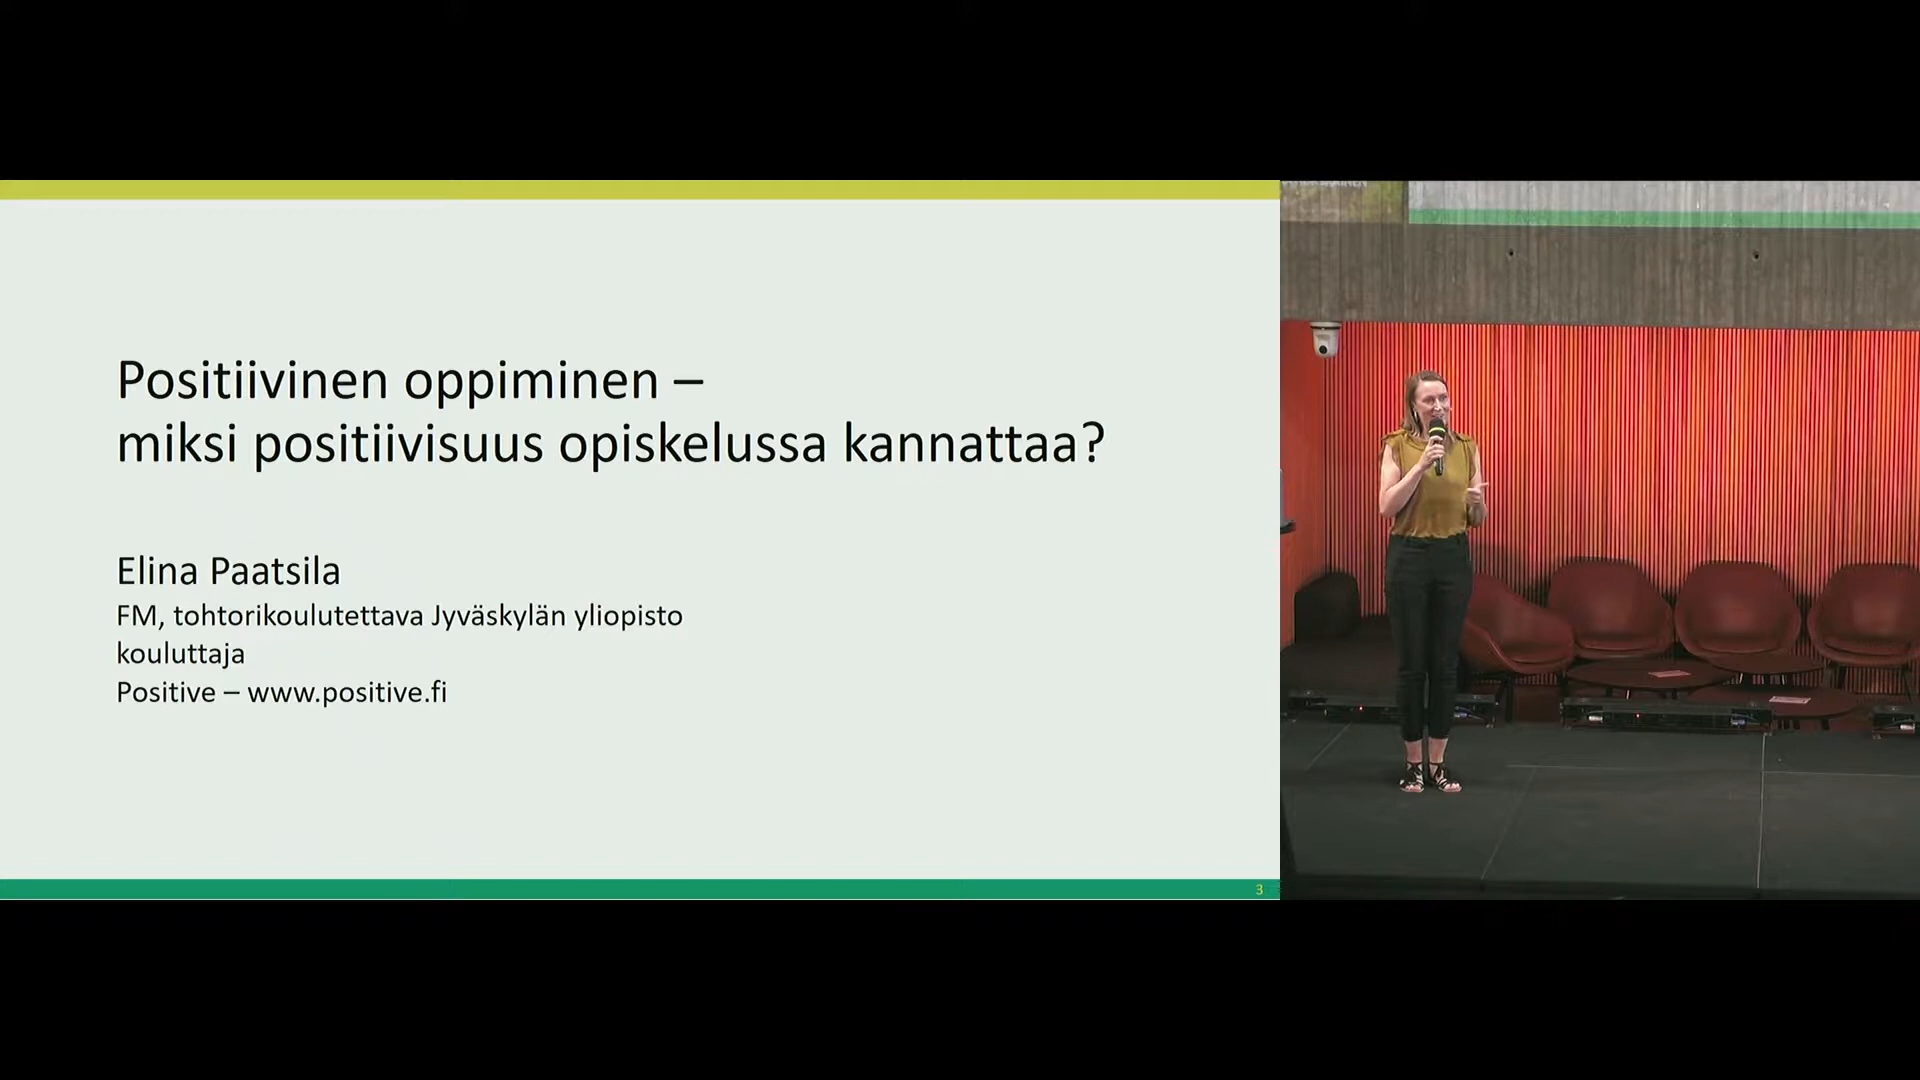 Positiivinen oppiminen –
miksi positiivisuus opiskelussa kannattaa?
Elina Paatsila
FM, tohtorikoulutettava Jyväskylän yliopisto
kouluttaja
Positive – www.positive.fi
3